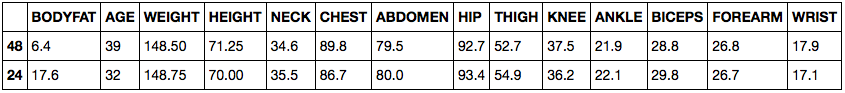 BODYFAT AGE WEIGHT HEIGHT NECK CHEST ABDOMEN HIP THIGH KNEE ANKLE BICEPS FOREARM WRIST
48 6.4 39 148.50 71.25 34.6 89.8 79.5 92.7 52.7 37.5 21.9 28.8 26.8 17.9
24 17.6 32 148.75 70.00 35.5 86.7 80.0 93.4 54.9 36.2 22.1 29.8 26.7 17.1